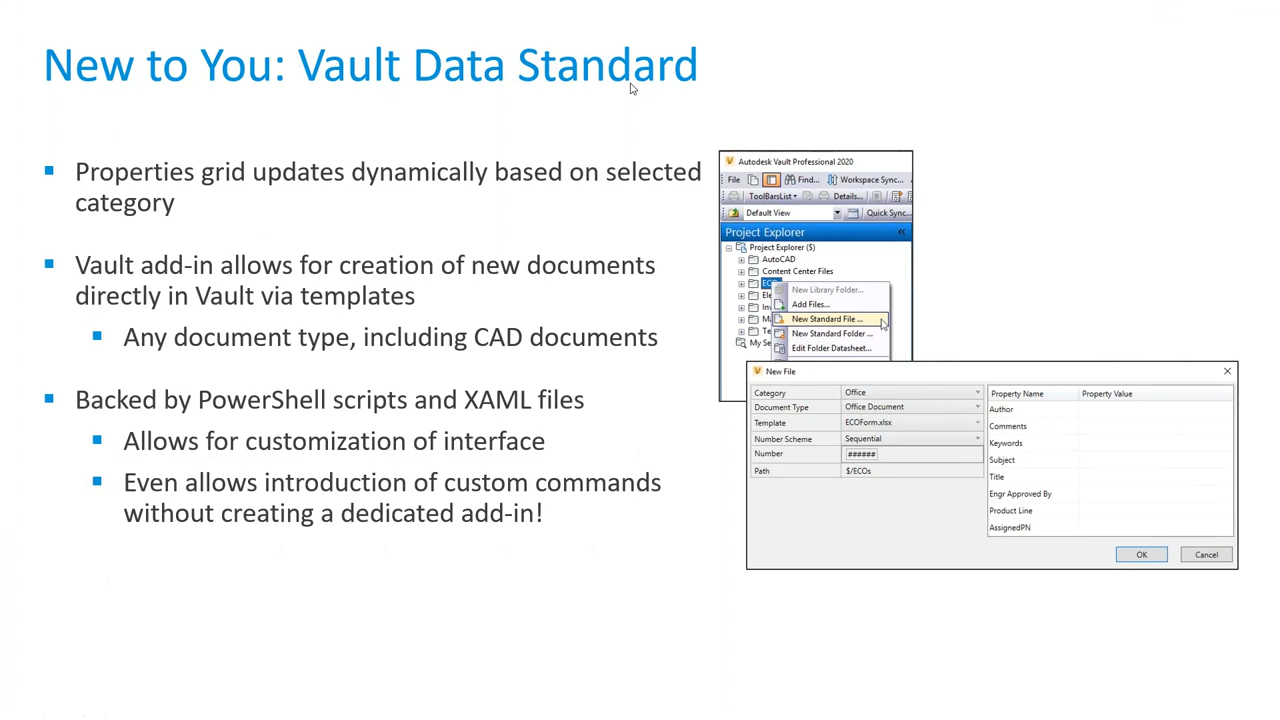 New to You: Vault Data Standard
Properties grid updates dynamically based on selected
category
Vault add-in allows for creation of new documents
directly in Vault via templates
Any document type, including CAD documents
Backed by PowerShell scripts and XAML files
Allows for customization of interface
Even allows introduction of custom commands
without creating a dedicated add-in!
Autodesk Vault Professional 2020
File Find... Workspace Sync...
ToolBarsList Details...
Default View Quick Sync...
Project Explorer
Project Explorer ($)
AutoCAD
Content Center Files
New Library Folder...
Add Files...
New Standard File ...
New Standard Folder ...
My Se
Edit Folder Datasheet...
New File
Category Office
Document Type Office Document
Template ECOForm.xlsx
Number Scheme Sequential
Number ######
Path $/ECOs
Property Name Property Value
Author
Comments
Keywords
Subject
Title
Engr Approved By
Product Line
AssignedPN
OK Cancel